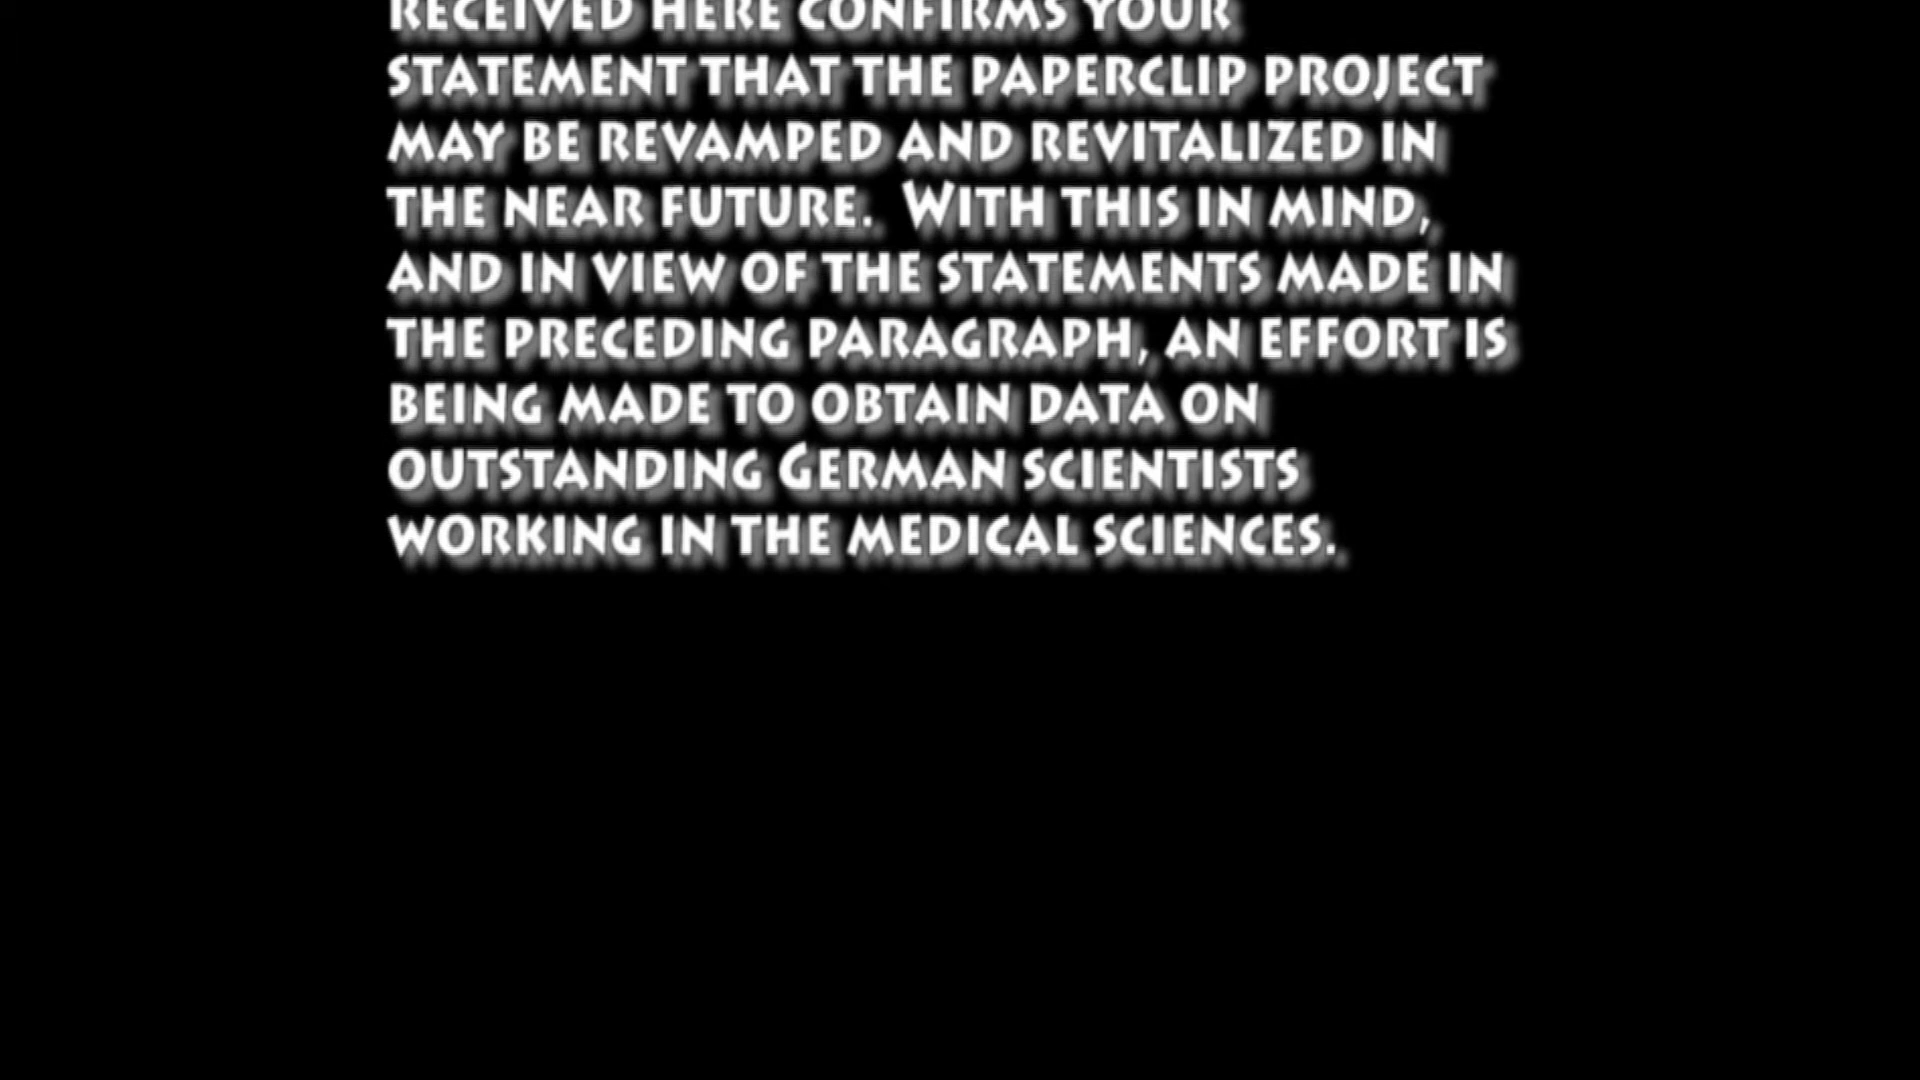 RECEIVED HERE CONFIRMS YOUR
STATEMENT THAT THE PAPERCLIP PROJECT
MAY BE REVAMPED AND REVITALIZED IN
THE NEAR FUTURE.  WITH THIS IN MIND,
AND IN VIEW OF THE STATEMENTS MADE IN
THE PRECEDING PARAGRAPH, AN EFFORT IS
BEING MADE TO OBTAIN DATA ON
OUTSTANDING GERMAN SCIENTISTS
WORKING IN THE MEDICAL SCIENCES.